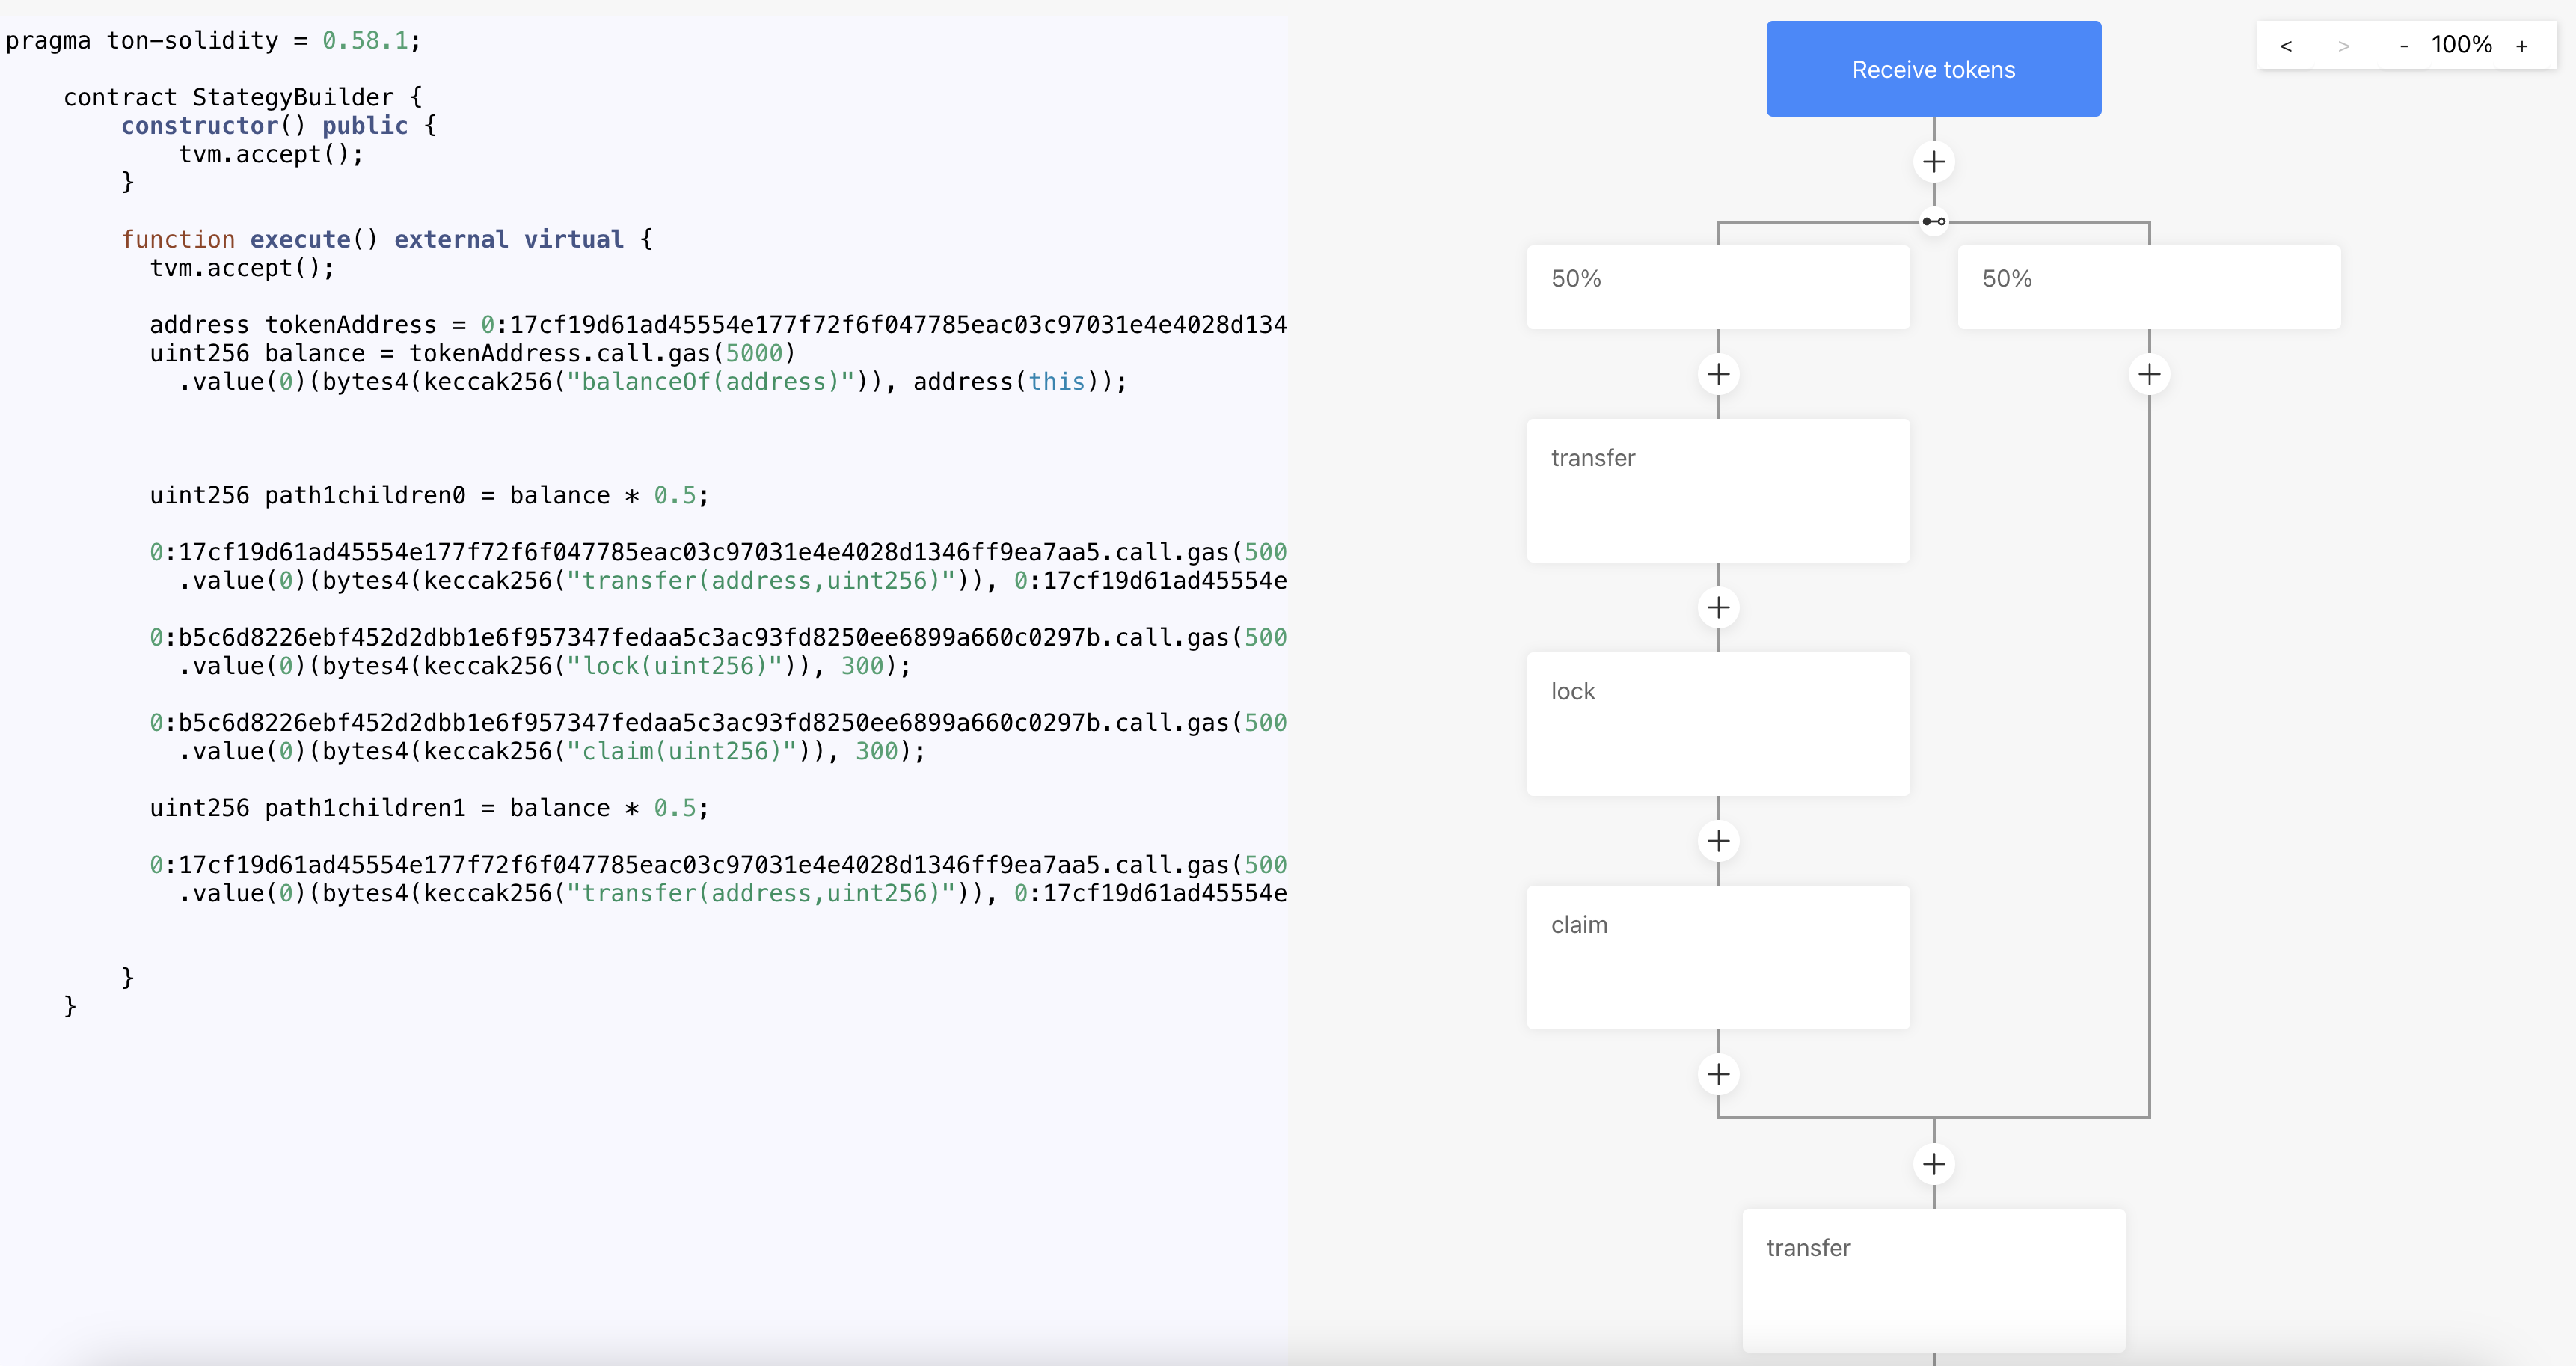 pragma ton-solidity = 0.58.1;
contract StategyBuilder {
constructor() public {
tvm.accept();
}
function execute() external virtual {
tvm.accept();
address tokenAddress = 0:17cf19d61ad45554e177f72f6f047785eac03c97031e4e4028d134
uint256 balance = tokenAddress.call.gas(5000)
.value(0)(bytes4(keccak256("balanceOf(address)")), address(this));
uint256 path1children0 = balance * 0.5;
0:17cf19d61ad45554e177f72f6f047785eac03c97031e4e4028d1346ff9ea7aa5.call.gas(500
.value(0)(bytes4(keccak256("transfer(address,uint256)")), 0:17cf19d61ad45554e
0:b5c6d8226ebf452d2dbb1e6f957347fedaa5c3ac93fd8250ee6899a660c0297b.call.gas(500
.value(0)(bytes4(keccak256("lock(uint256)")), 300);
0:b5c6d8226ebf452d2dbb1e6f957347fedaa5c3ac93fd8250ee6899a660c0297b.call.gas(500
.value(0)(bytes4(keccak256("claim(uint256)")), 300);
uint256 path1children1 = balance * 0.5;
0:17cf19d61ad45554e177f72f6f047785eac03c97031e4e4028d1346ff9ea7aa5.call.gas(500
.value(0)(bytes4(keccak256("transfer(address,uint256)")), 0:17cf19d61ad45554e
}
}
Receive tokens
< > - 100% +
50%
50%
transfer
lock
claim
transfer